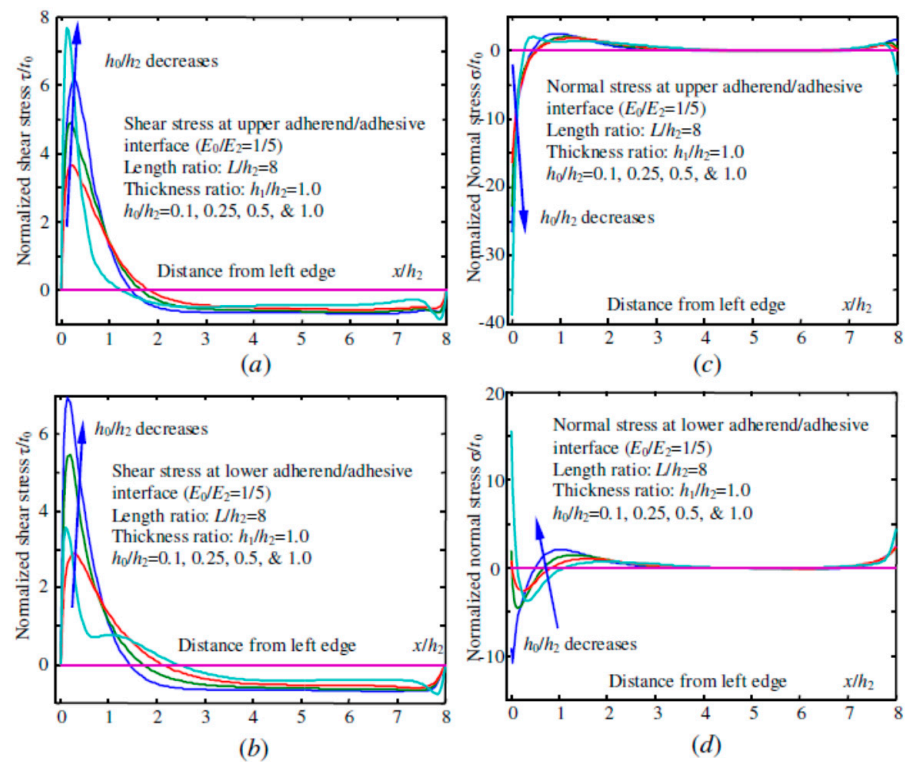 Normalized shear stress τ/t0
8
6
4
2
0
h0/h2 decreases
Shear stress at upper adherend/adhesive
interface (E0/E2=1/5)
Length ratio: L/h2=8
Thickness ratio: h1/h2=1.0
h0/h2=0.1, 0.25, 0.5, & 1.0
Distance from left edge x/h2
0 1 2 3 4 5 6 7 8
(a)
Normalized Normal stress σ/t0
0
-10
-20
-30
-40
Normal stress at upper adherend/adhesive
interface (E0/E2=1/5)
Length ratio: L/h2=8
Thickness ratio: h1/h2=1.0
h0/h2=0.1, 0.25, 0.5, & 1.0
h0/h2 decreases
Distance from left edge x/h2
0 1 2 3 4 5 6 7 8
(c)
Normalized shear stress τ/t0
6
4
2
0
h0/h2 decreases
Shear stress at lower adherend/adhesive
interface (E0/E2=1/5)
Length ratio: L/h2=8
Thickness ratio: h1/h2=1.0
h0/h2=0.1, 0.25, 0.5, & 1.0
Distance from left edge x/h2
0 1 2 3 4 5 6 7 8
(b)
Normalized normal stress σ/t0
20
10
0
-10
Normal stress at lower adherend/adhesive
interface (E0/E2=1/5)
Length ratio: L/h2=8
Thickness ratio: h1/h2=1.0
h0/h2=0.1, 0.25, 0.5, & 1.0
h0/h2 decreases
Distance from left edge x/h2
0 1 2 3 4 5 6 7 8
(d)